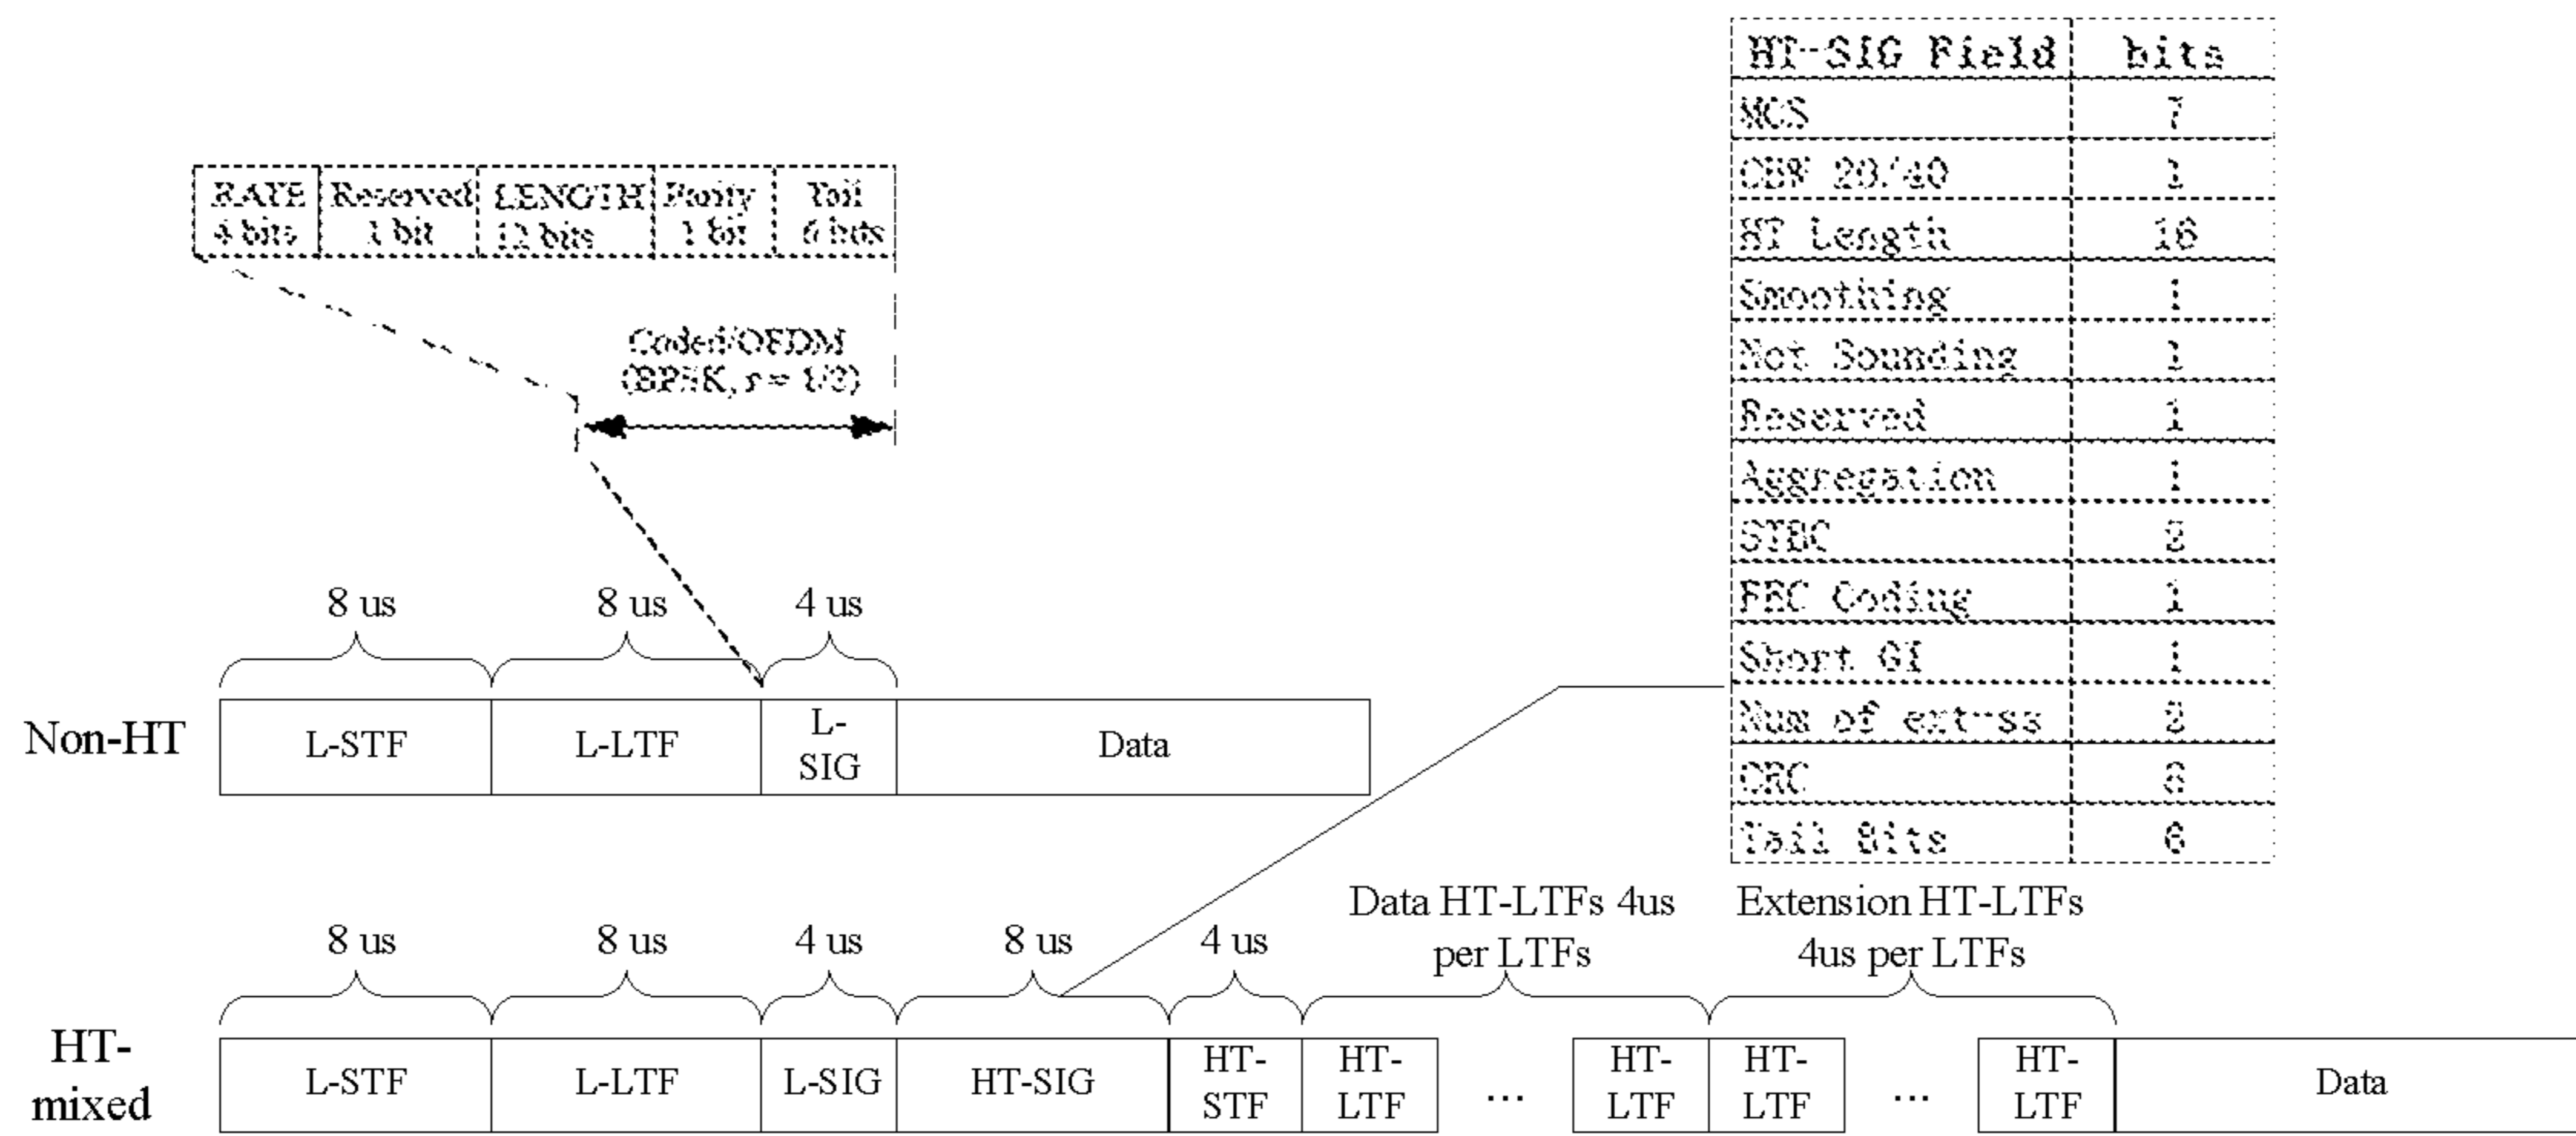 HT-SIG Field bits
MCS 7
CBW 20/40 1
HT Length 16
Smoothing 1
Not Sounding 1
Reserved 1
Aggregation 1
STBC 2
FEC Coding 1
Short GI 1
Num of ext-ss 2
CRC 8
Tail Bits 6
RATE Reserved LENGTH Parity Tail
4 bits 1 bit 12 bits 1 bit 6 bits
Coded/OFDM
(BPSK, r = 1/2)
8 us 8 us 4 us
Non-HT
L-STF L-LTF L-
SIG Data
Data HT-LTFs 4us
per LTFs
Extension HT-LTFs
4us per LTFs
8 us 8 us 4 us 8 us 4 us
HT-
mixed
L-STF L-LTF L-SIG HT-SIG
HT-
STF
HT-
LTF
...
HT-
LTF
HT-
LTF
...
HT-
LTF
Data